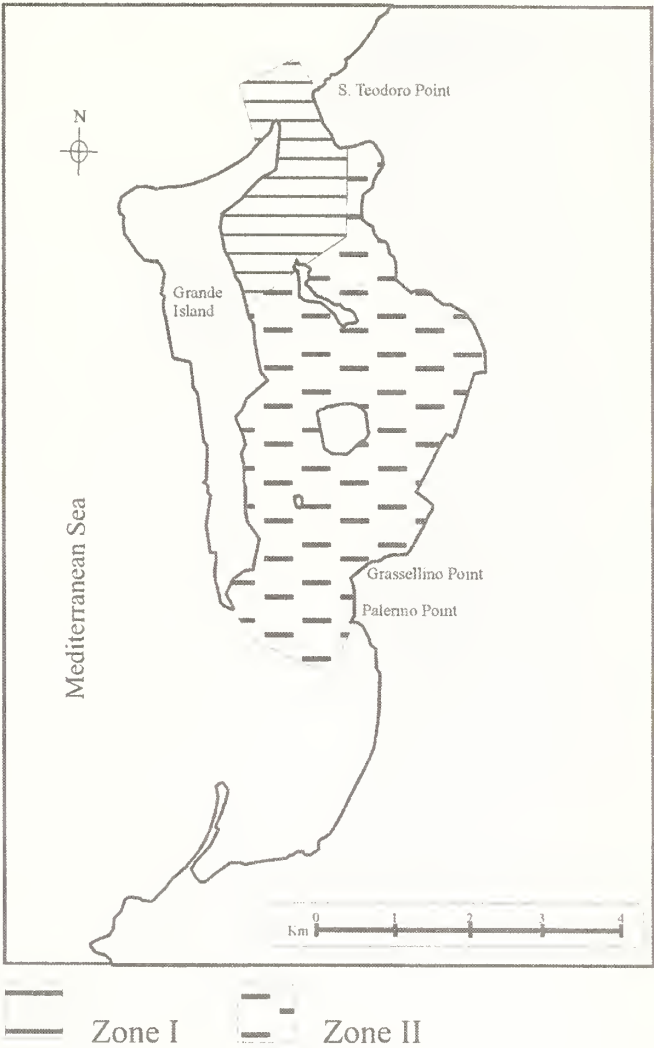 S. Teodoro Point
N
Grande
Island
Mediterranean Sea
Grassellino Point
Palermo Point
0 1 2 3 4
Km
Zone I
Zone II